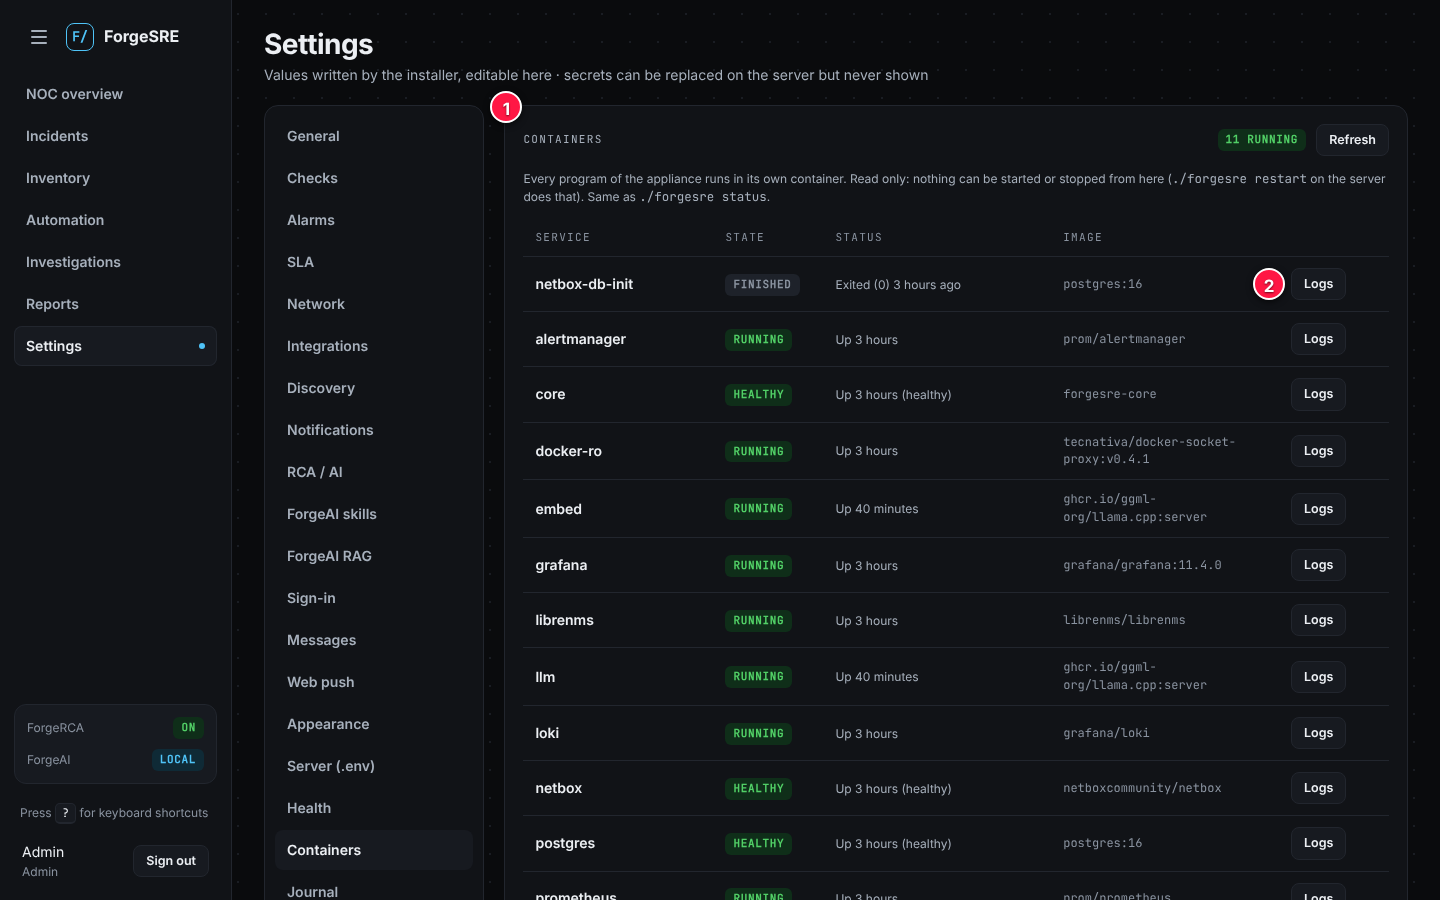 F/ ForgeSRE
NOC overview
Incidents
Inventory
Automation
Investigations
Reports
Settings
ForgeRCA ON
ForgeAI LOCAL
Press ? for keyboard shortcuts
Admin
Admin
Sign out
Settings
Values written by the installer, editable here · secrets can be replaced on the server but never shown
General
Checks
Alarms
SLA
Network
Integrations
Discovery
Notifications
RCA / AI
ForgeAI skills
ForgeAI RAG
Sign-in
Messages
Web push
Appearance
Server (.env)
Health
Containers
Journal
1
CONTAINERS 11 RUNNING Refresh
Every program of the appliance runs in its own container. Read only: nothing can be started or stopped from here (./forgesre restart on the server
does that). Same as ./forgesre status.
SERVICE STATE STATUS IMAGE
netbox-db-init FINISHED Exited (0) 3 hours ago postgres:16 2 Logs
alertmanager RUNNING Up 3 hours prom/alertmanager Logs
core HEALTHY Up 3 hours (healthy) forgesre-core Logs
docker-ro RUNNING Up 3 hours tecnativa/docker-socket- Logs
proxy:v0.4.1
embed RUNNING Up 40 minutes ghcr.io/ggml- Logs
org/llama.cpp:server
grafana RUNNING Up 3 hours grafana/grafana:11.4.0 Logs
librenms RUNNING Up 3 hours librenms/librenms Logs
llm RUNNING Up 40 minutes ghcr.io/ggml- Logs
org/llama.cpp:server
loki RUNNING Up 3 hours grafana/loki Logs
netbox HEALTHY Up 3 hours (healthy) netboxcommunity/netbox Logs
postgres HEALTHY Up 3 hours (healthy) postgres:16 Logs
prometheus RUNNING Up 3 hours prom/prometheus Logs